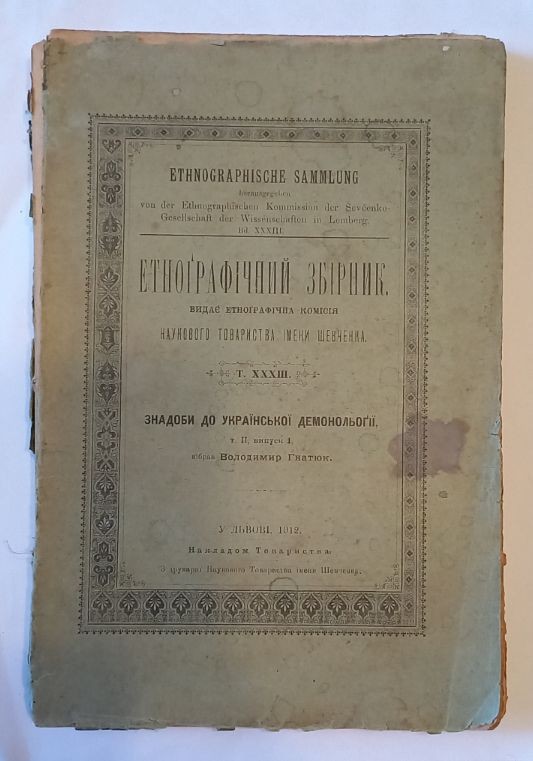 ETHNOGRAPHISCHE SAMMLUNG
herausgegeben
von der Ethnographischen Kommission der Ševčenko-
Gesellschaft der Wissenschaften in Lemberg.
Bd. XXXIII.
ЕТНОҐРАФІЧНИЙ ЗБІРНИК.
ВИДАЄ ЕТНОҐРАФІЧНА КОМІСІЯ
НАУКОВОГО ТОВАРИСТВА ІМЕНИ ШЕВЧЕНКА.
Т. XXXIII.
ЗНАДОБИ ДО УКРАЇНСЬКОЇ ДЕМОНОЛЬОҐІЇ.
т. II, випуск 1.
зібрав Володимир Гнатюк.
У ЛЬВОВІ, 1912.
Накладом Товариства
З друкарнї Наукового Товариства імени Шевченка.